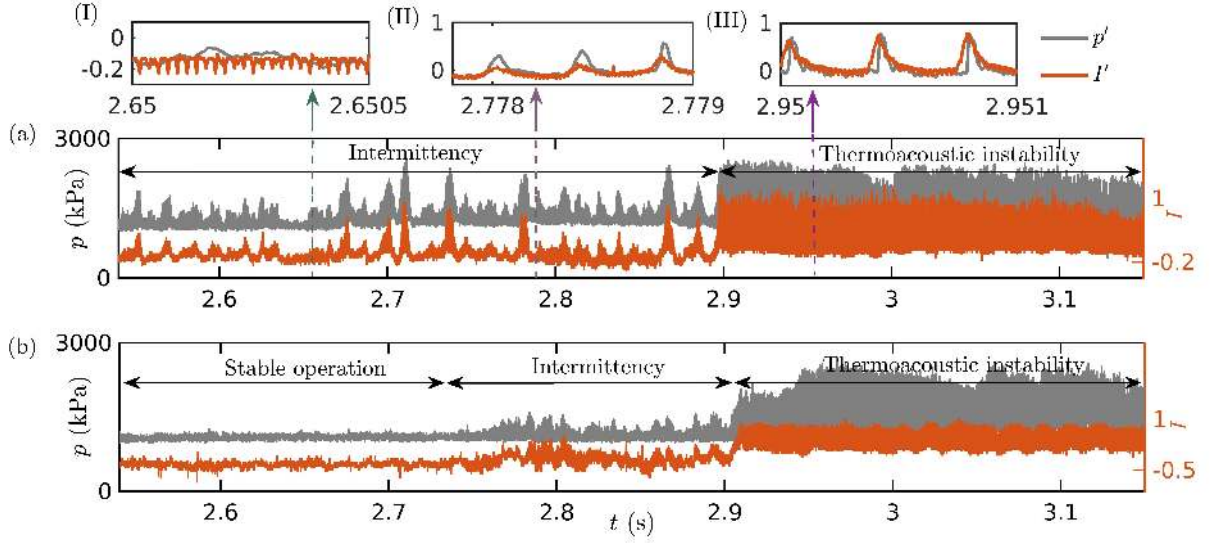 (I)
(II)
(III)
0
-0.2
2.65
2.6505
1
0
2.778
2.779
1
0
2.95
2.951
p′
I′
(a)
3000
p (kPa)
0
Intermittency
Thermoacoustic instability
1
I
-0.2
2.6
2.7
2.8
2.9
3
3.1
(b)
3000
p (kPa)
0
Stable operation
Intermittency
Thermoacoustic instability
1
I
-0.5
2.6
2.7
2.8
2.9
3
3.1
t (s)